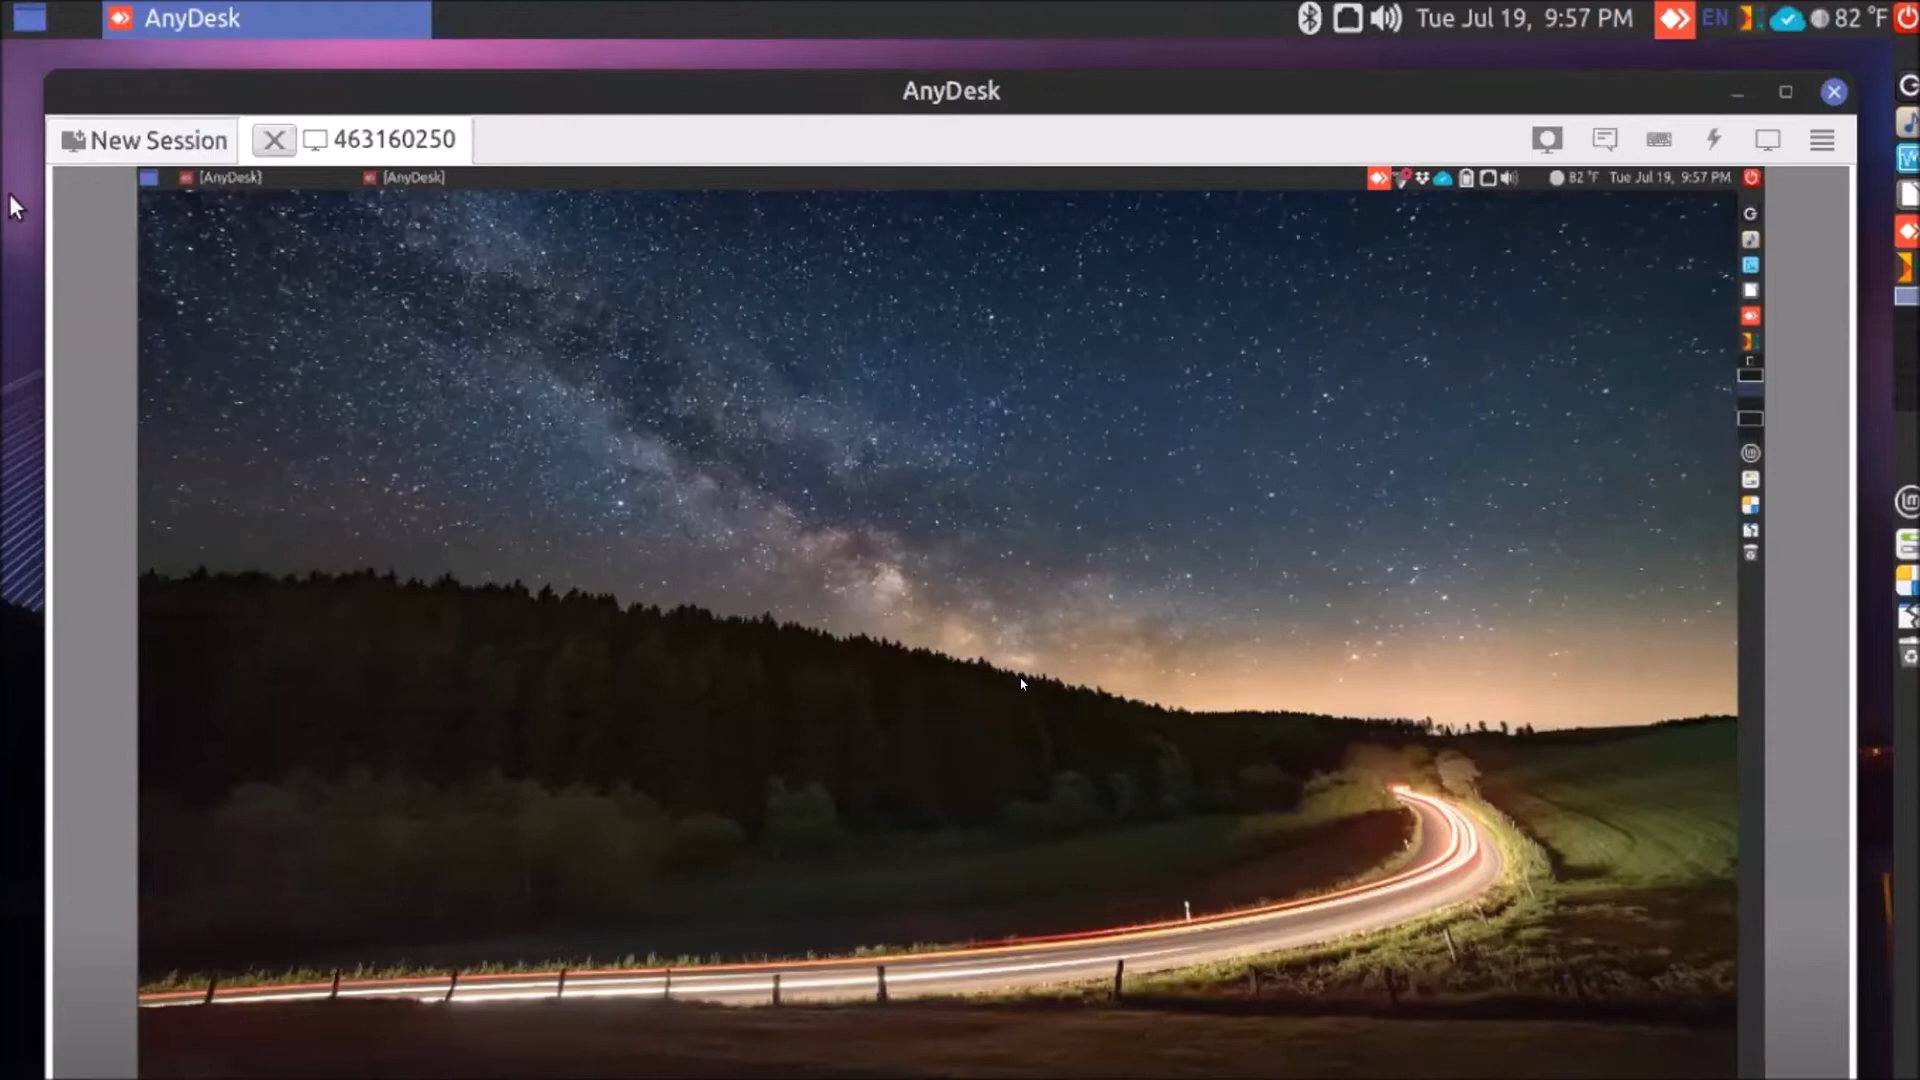 AnyDesk
Tue Jul 19, 9:57 PM EN 82 °F
AnyDesk
New Session 463160250
[AnyDesk] [AnyDesk] 82 °F Tue Jul 19, 9:57 PM